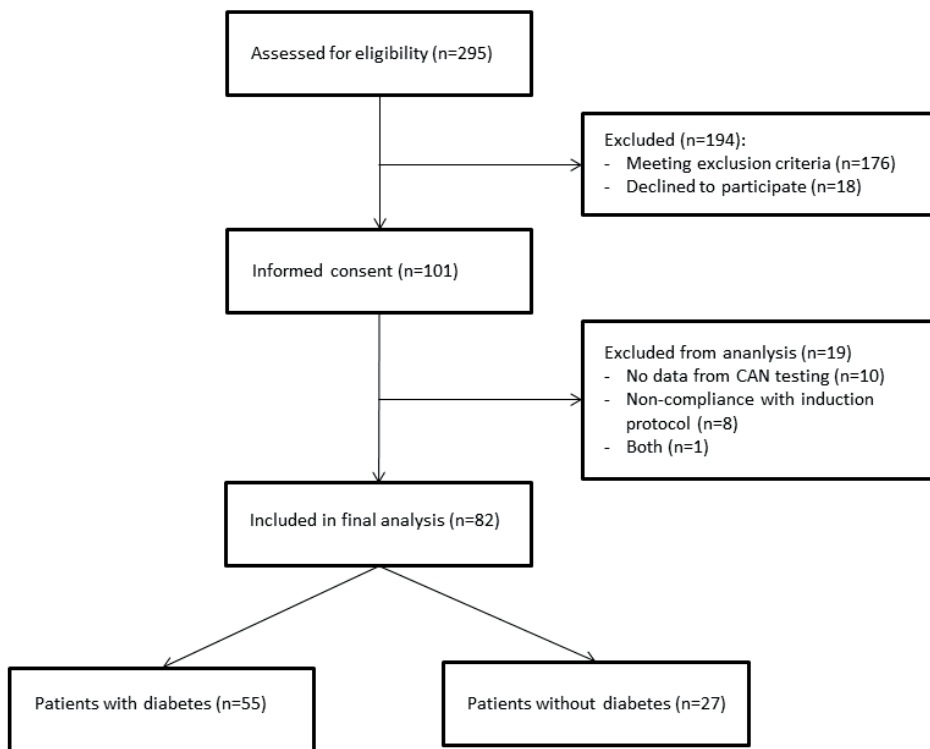 Assessed for eligibility (n=295)
Excluded (n=194):
- Meeting exclusion criteria (n=176)
- Declined to participate (n=18)
Informed consent (n=101)
Excluded from ananlysis (n=19)
- No data from CAN testing (n=10)
- Non-compliance with induction
protocol (n=8)
- Both (n=1)
Included in final analysis (n=82)
Patients with diabetes (n=55)
Patients without diabetes (n=27)